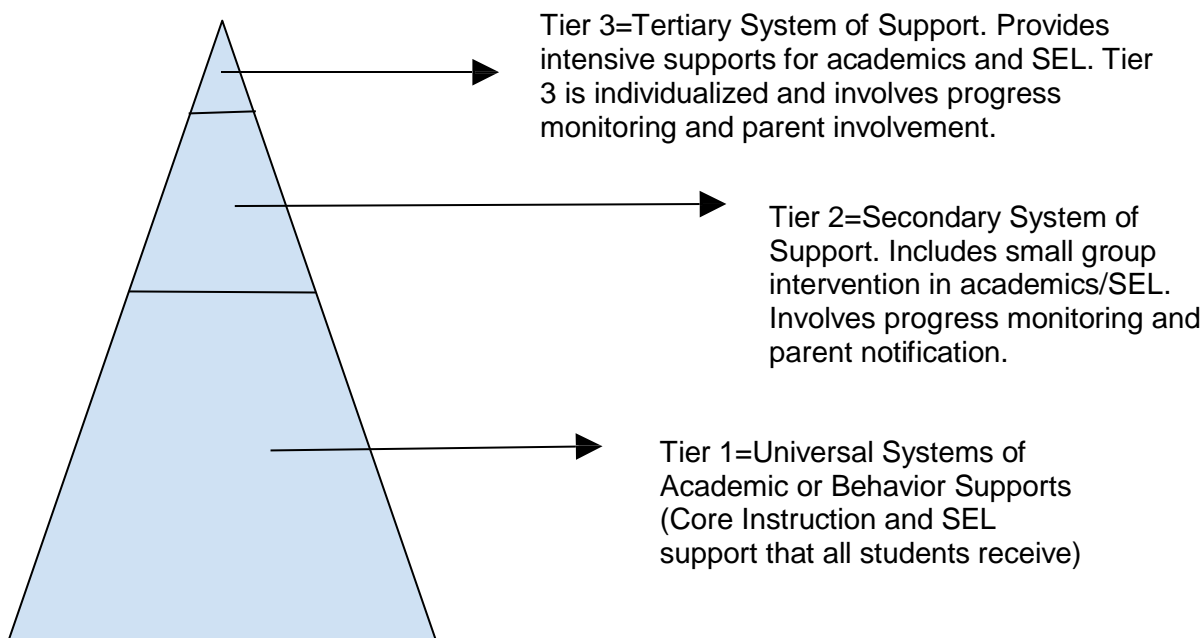 Tier 3=Tertiary System of Support. Provides
intensive supports for academics and SEL. Tier
3 is individualized and involves progress
monitoring and parent involvement.
Tier 2=Secondary System of
Support. Includes small group
intervention in academics/SEL.
Involves progress monitoring and
parent notification.
Tier 1=Universal Systems of
Academic or Behavior Supports
(Core Instruction and SEL
support that all students receive)